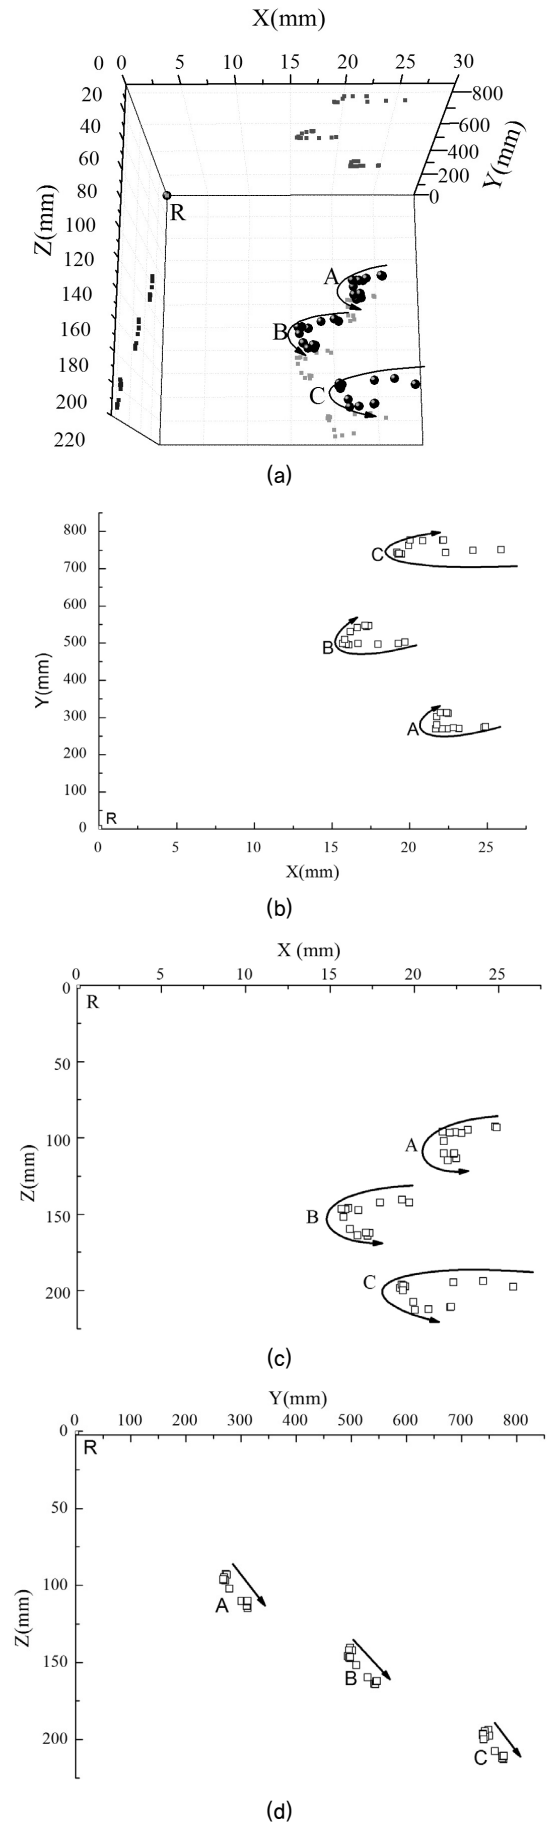 X(mm)
0 0 5 10 15 20 25 30
20
40
60
80
100
120
140
160
180
200
220
Z(mm)
800
600
400
200
0
Y(mm)
R
A
B
C
(a)
800
700
600
500
400
300
200
100
0
Y(mm)
C
B
A
R
0 5 10 15 20 25
X(mm)
(b)
X (mm)
0 5 10 15 20 25
0
50
100
150
200
Z(mm)
R
A
B
C
(c)
Y(mm)
0 100 200 300 400 500 600 700 800
0
50
100
150
200
Z(mm)
R
A
B
C
(d)